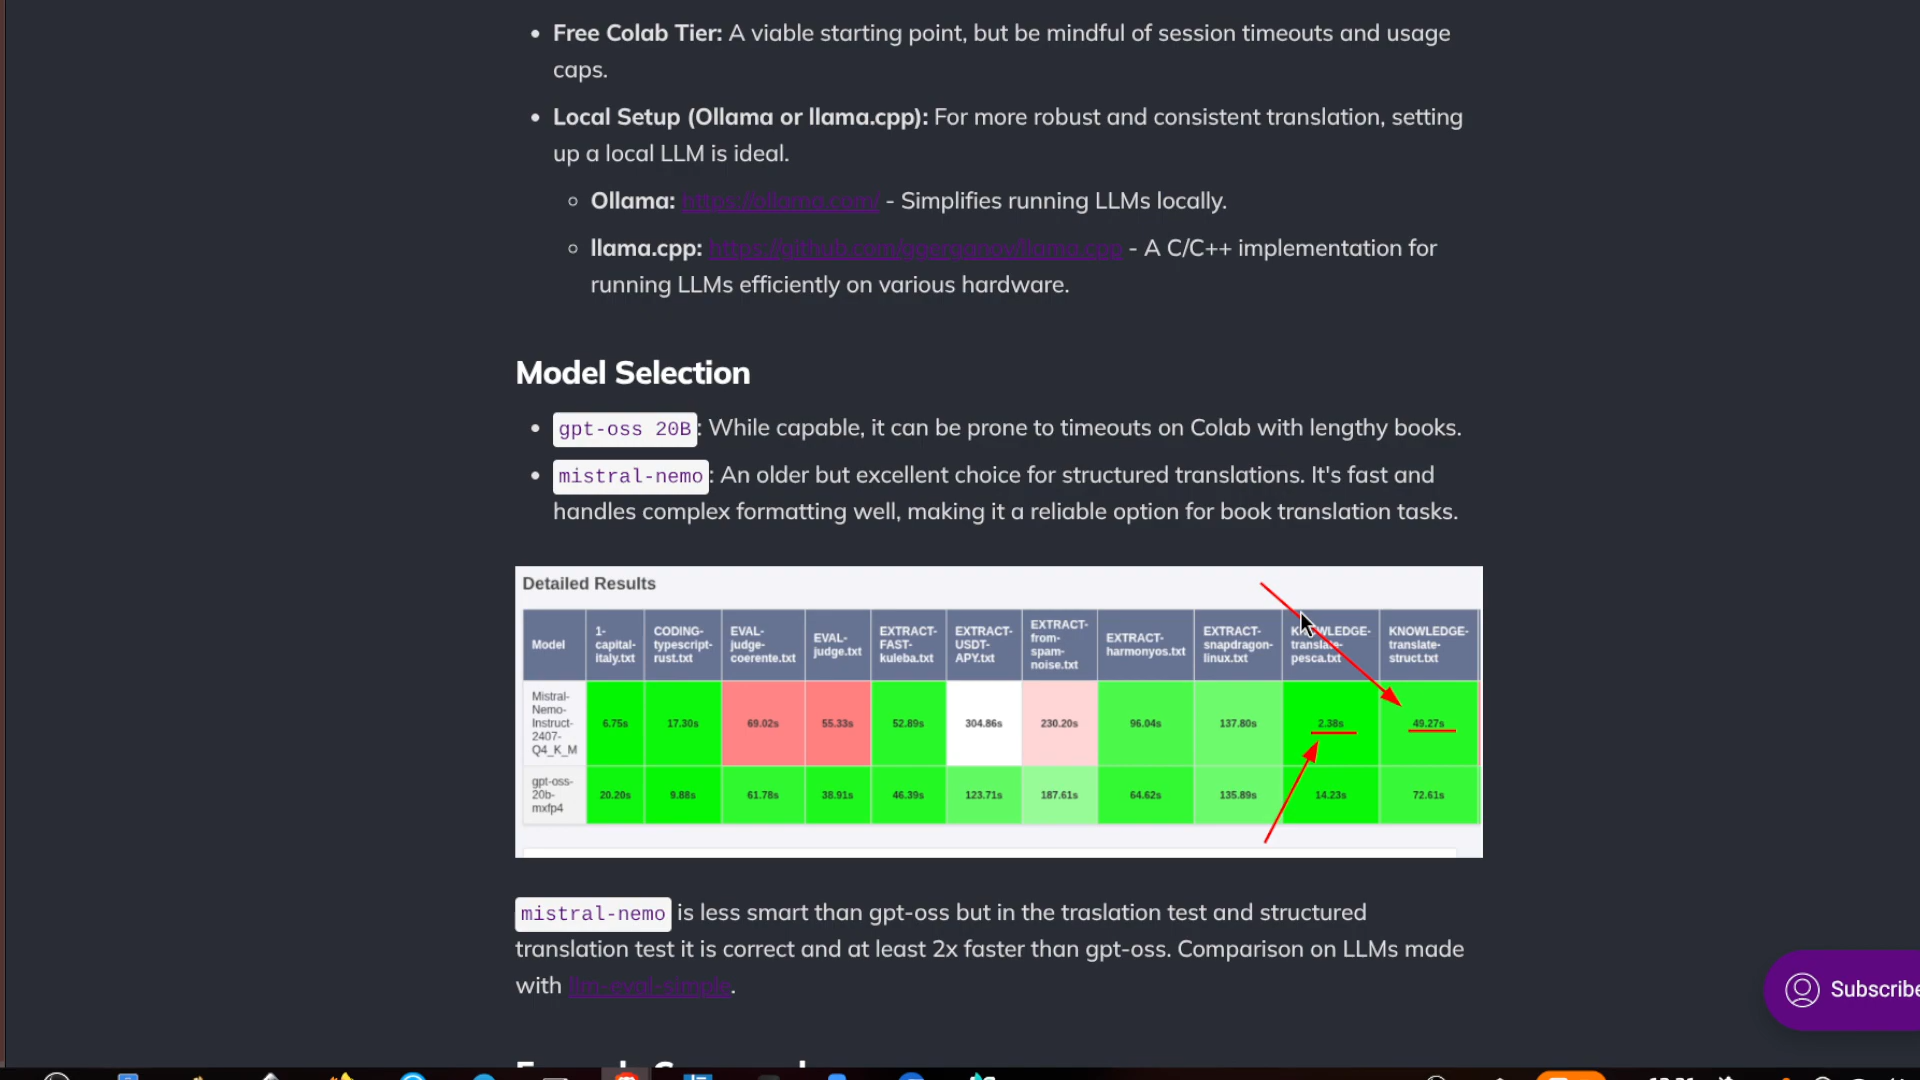 Free Colab Tier: A viable starting point, but be mindful of session timeouts and usage
caps.
Local Setup (Ollama or llama.cpp): For more robust and consistent translation, setting
up a local LLM is ideal.
Ollama: https://ollama.com/ - Simplifies running LLMs locally.
llama.cpp: https://github.com/ggerganov/llama.cpp - A C/C++ implementation for
running LLMs efficiently on various hardware.
Model Selection
gpt-oss 20B: While capable, it can be prone to timeouts on Colab with lengthy books.
mistral-nemo: An older but excellent choice for structured translations. It's fast and
handles complex formatting well, making it a reliable option for book translation tasks.
Detailed Results
Model 1-capital-italy.txt CODING-typescript-rust.txt EVAL-judge-coerente.txt EVAL-judge.txt EXTRACT-FAST-kuleba.txt EXTRACT-USDT-APY.txt EXTRACT-from-spam-noise.txt EXTRACT-harmonyos.txt EXTRACT-snapdragon-linux.txt KNOWLEDGE-translate-pesca.txt KNOWLEDGE-translate-struct.txt
Mistral-Nemo-Instruct-2407-Q4_K_M 6.75s 17.30s 69.02s 55.33s 52.89s 304.86s 230.20s 96.04s 137.80s 2.38s 49.27s
gpt-oss-20b-mxfp4 20.20s 9.88s 61.78s 38.91s 46.39s 123.71s 187.61s 64.62s 135.89s 14.23s 72.61s
mistral-nemo is less smart than gpt-oss but in the traslation test and structured
translation test it is correct and at least 2x faster than gpt-oss. Comparison on LLMs made
with llm-eval-simple.
Subscribe